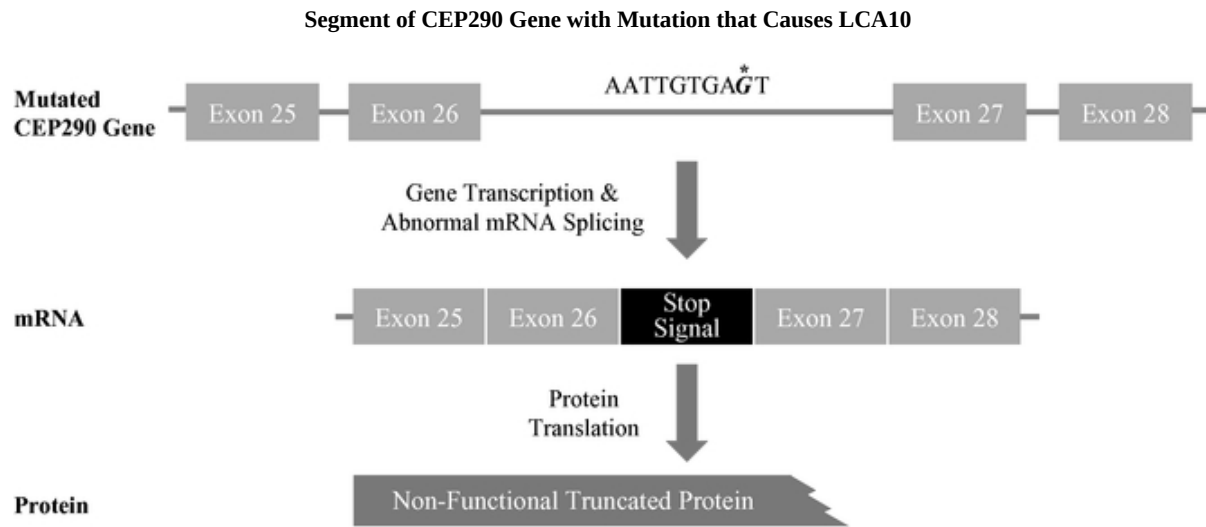 Segment of CEP290 Gene with Mutation that Causes LCA10
*
AATTGTGAGT
Mutated
CEP290 Gene
Exon 25
Exon 26
Exon 27
Exon 28
Gene Transcription &
Abnormal mRNA Splicing
mRNA
Exon 25
Exon 26
Stop
Signal
Exon 27
Exon 28
Protein
Translation
Protein
Non-Functional Truncated Protein